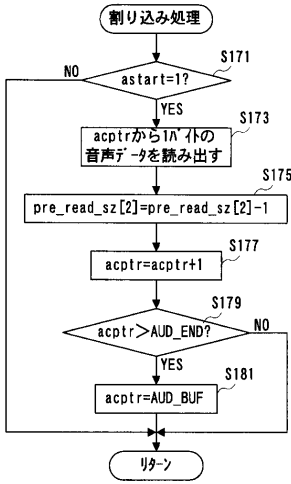 割り込み処理
S171
NO
astart=1?
YES
S173
acptrから1ﾊﾞｲﾄの
音声ﾃﾞｰﾀを読み出す
S175
pre_read_sz[2]=pre_read_sz[2]-1
S177
acptr=acptr+1
S179
acptr>AUD_END?
NO
YES
S181
acptr=AUD_BUF
ﾘﾀｰﾝ